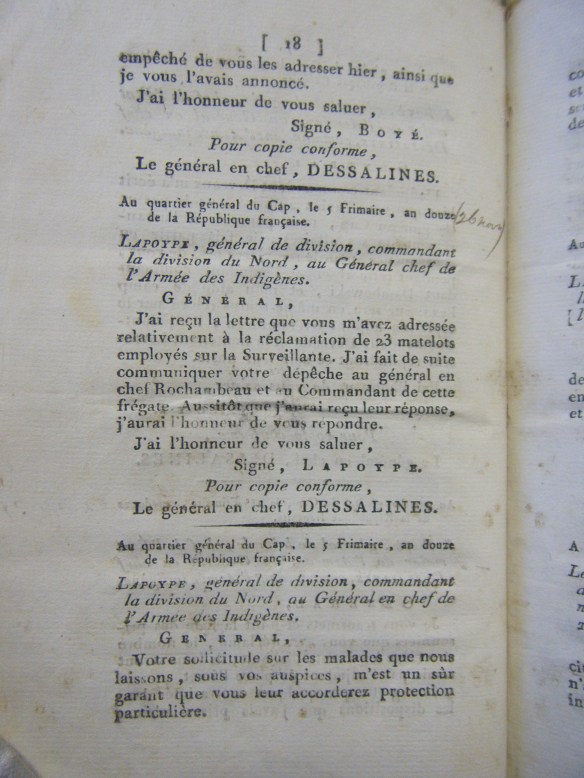 [ 18 ]
empêché de vous les adresser hier, ainsi que
je vous l'avais annoncé.
J'ai l'honneur de vous saluer,
Signé, BOYÉ.
Pour copie conforme,
Le général en chef, DESSALINES.
Au quartier général du Cap, le 5 Frimaire, an douze
de la République française.
LAPOYPE, général de division, commandant
la division du Nord, au Général chef de
l'Armée des Indigènes.
GÉNÉRAL,
J'ai reçu la lettre que vous m'avez adressée
relativement à la réclamation de 23 matelots
employés sur la Surveillante. J'ai fait de suite
communiquer votre dépêche au général en
chef Rochambeau et au Commandant de cette
frégate. Aussitôt que j'aurai reçu leur réponse,
j'aurai l'honneur de vous répondre.
J'ai l'honneur de vous saluer,
Signé, LAPOYPE.
Pour copie conforme,
Le général en chef, DESSALINES.
Au quartier général du Cap, le 5 Frimaire, an douze
de la République française.
LAPOYPE, général de division, commandant
la division du Nord, au Général en chef de
l'Armée des Indigènes.
GENERAL,
Votre sollicitude sur les malades que nous
laissons, sous vos auspices, m'est un sûr
garant que vous leur accorderez protection
particulière.